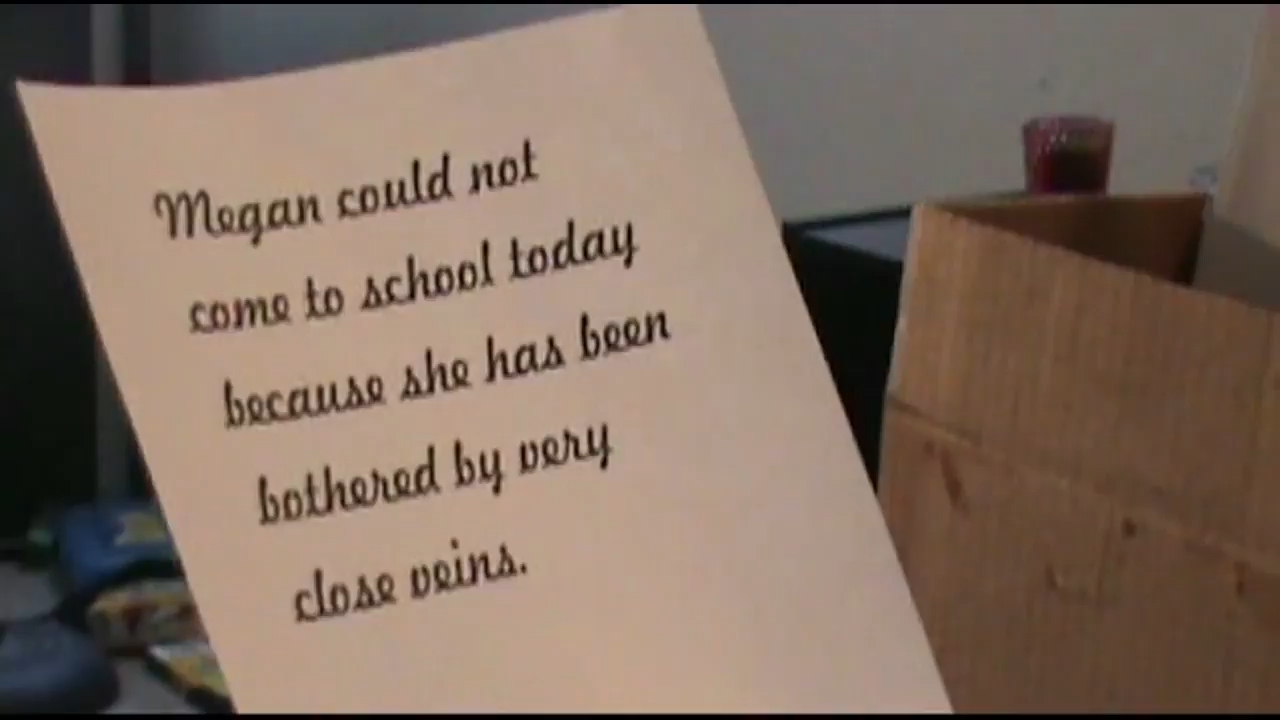 Megan could not
come to school today
because she has been
bothered by very
close veins.